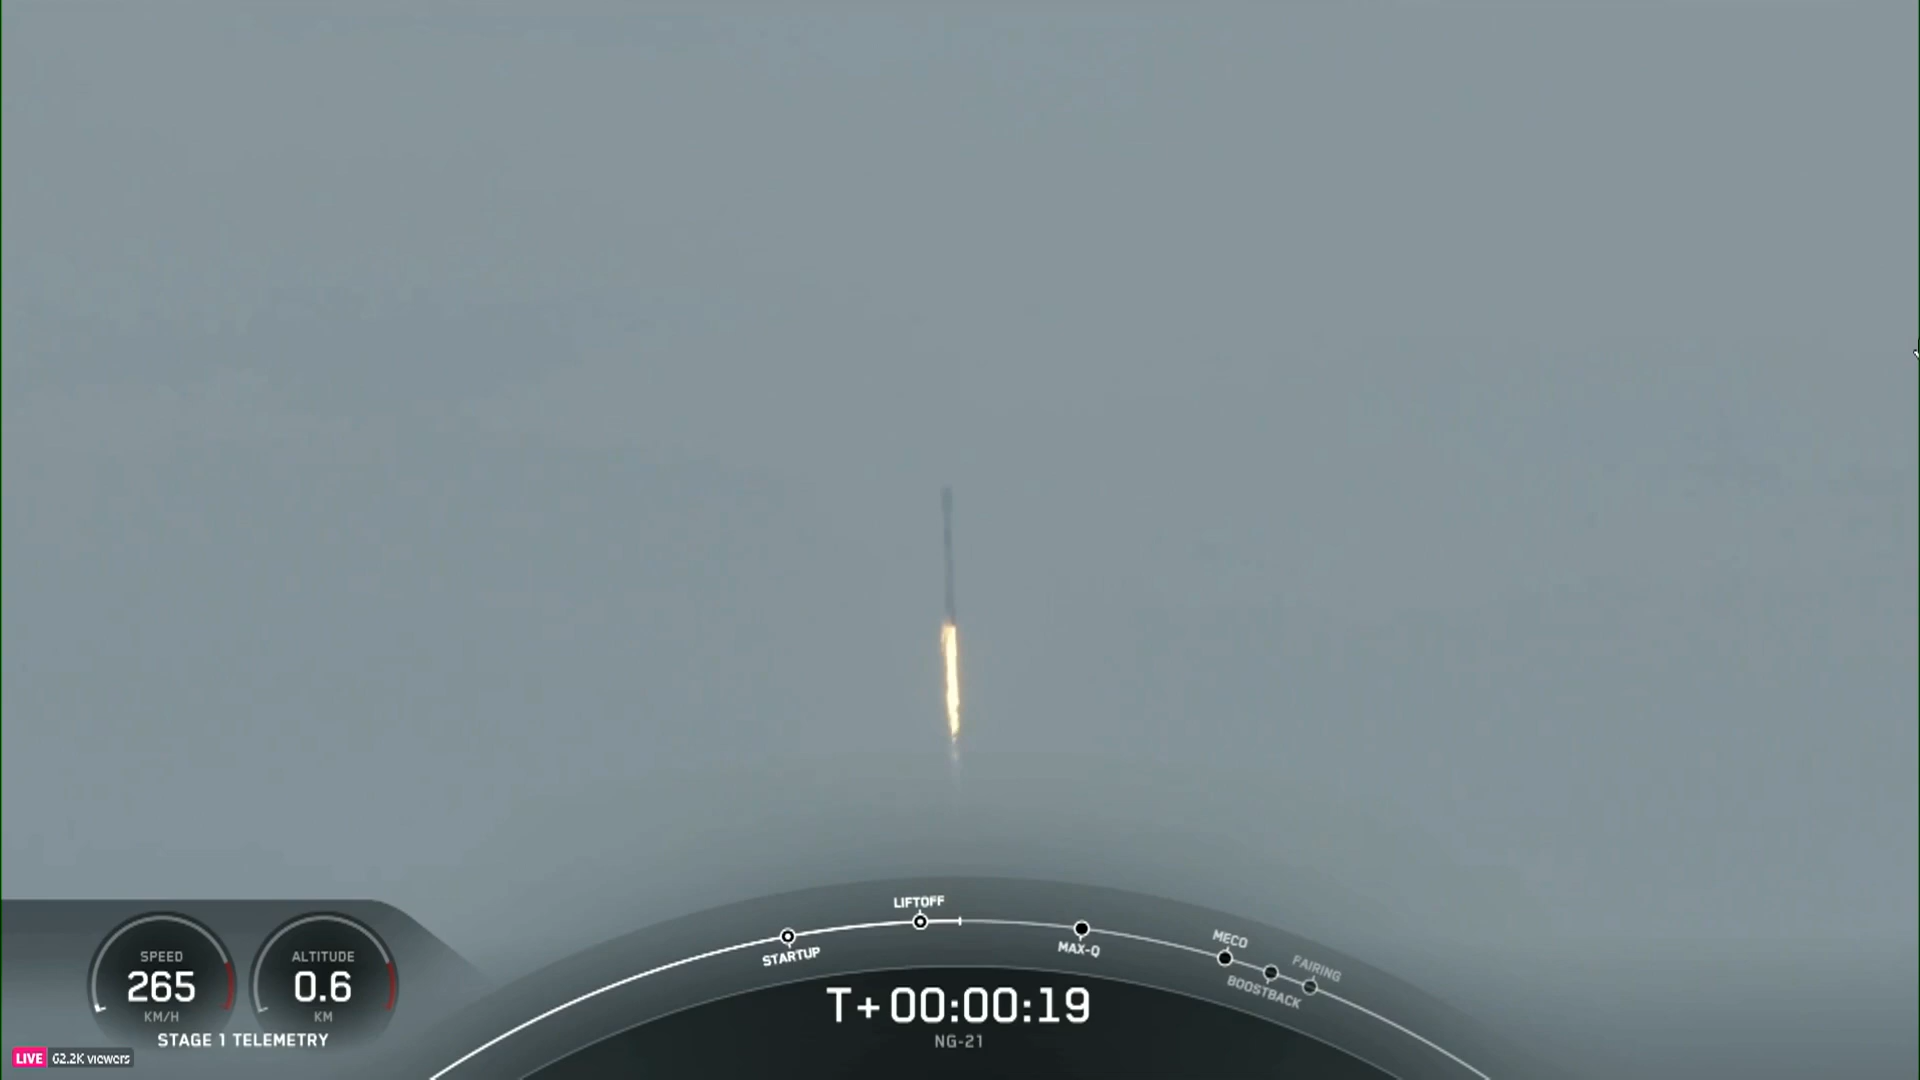 LIFTOFF
STARTUP
MAX-Q
MECO
BOOSTBACK
FAIRING
SPEED
265
KM/H
ALTITUDE
0.6
KM
STAGE 1 TELEMETRY
T+00:00:19
NG-21
LIVE 62.2K viewers